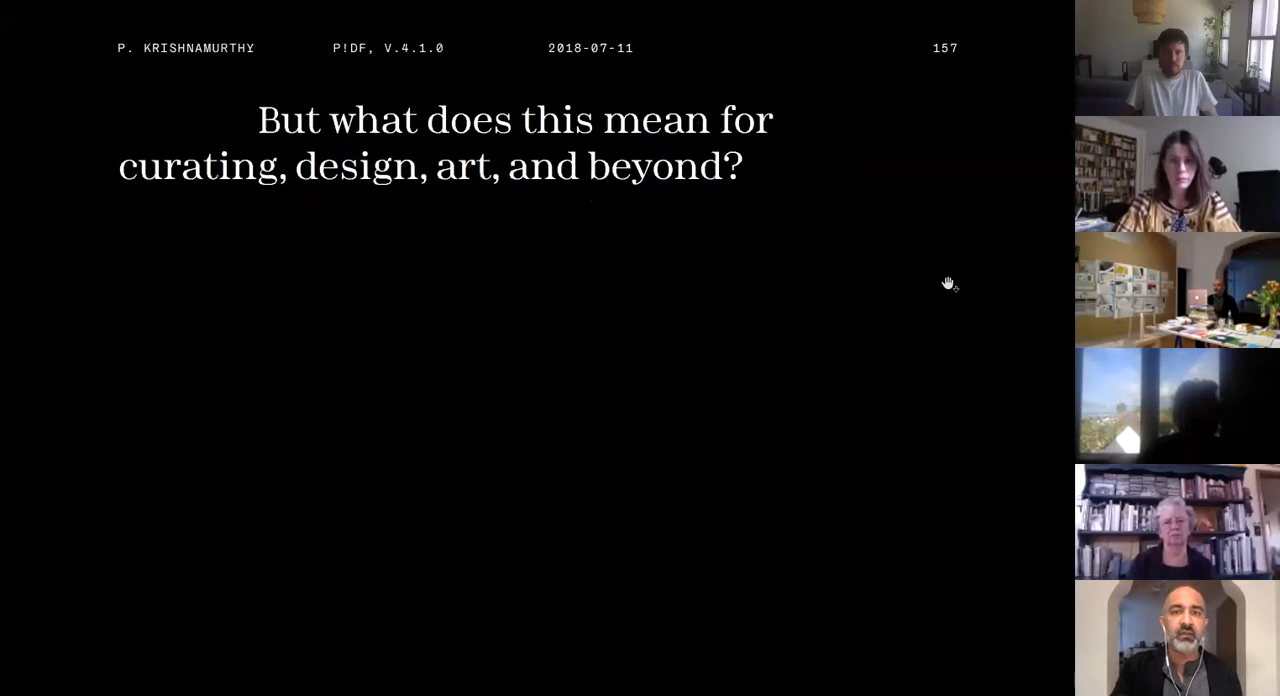 P. KRISHNAMURTHY P!DF, V.4.1.0 2018-07-11 157
But what does this mean for
curating, design, art, and beyond?